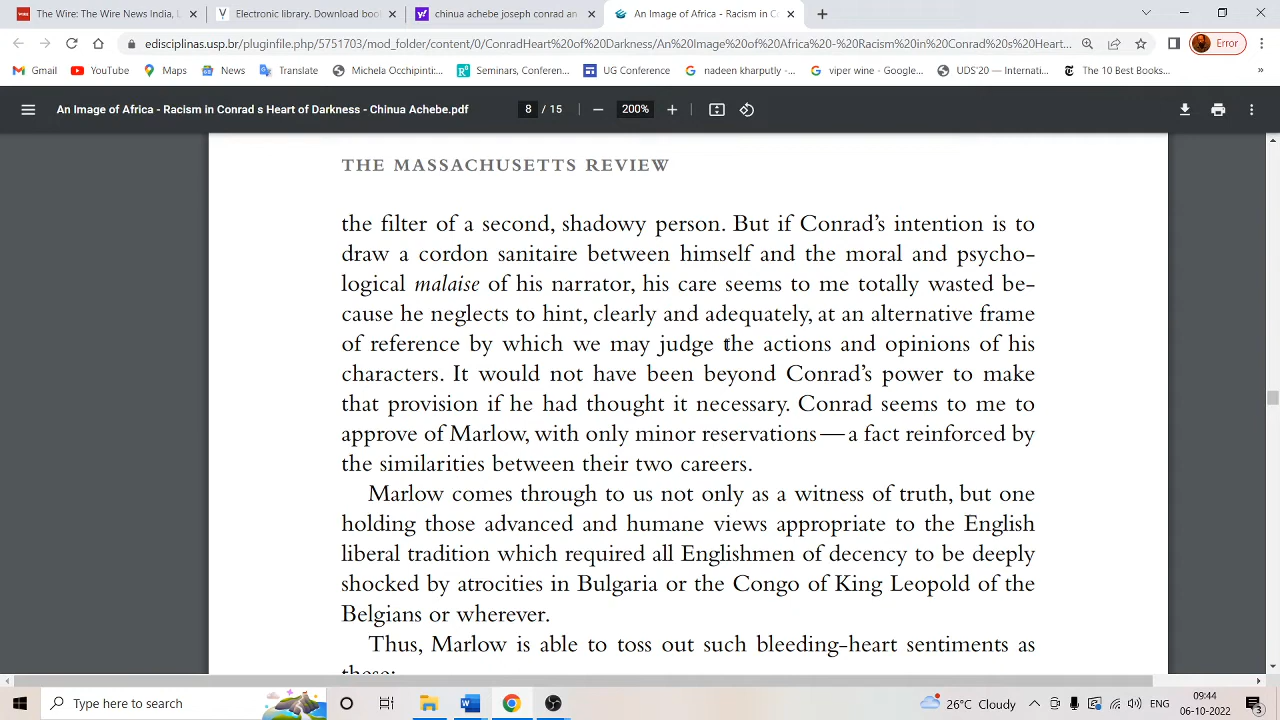 The Wire: The Wire News India, L
Electronic library. Download bool
chinua achebe joseph conrad an
An Image of Africa - Racism in Co
edisciplinas.usp.br/pluginfile.php/5751703/mod_folder/content/0/ConradHeart%20of%20Darkness/An%20Image%20of%20Africa%20-%20Racism%20in%20Conrad%20s%20Heart...
Error
Gmail
YouTube
Maps
News
Translate
Michela Occhipinti:...
Seminars, Conferen...
UG Conference
nadeen kharputly -...
viper wine - Google...
UDS'20 — Internati...
The 10 Best Books...
»
An Image of Africa - Racism in Conrad s Heart of Darkness - Chinua Achebe.pdf
8 / 15
200%
THE MASSACHUSETTS REVIEW
the filter of a second, shadowy person. But if Conrad's intention is to
draw a cordon sanitaire between himself and the moral and psycho-
logical malaise of his narrator, his care seems to me totally wasted be-
cause he neglects to hint, clearly and adequately, at an alternative frame
of reference by which we may judge the actions and opinions of his
characters. It would not have been beyond Conrad's power to make
that provision if he had thought it necessary. Conrad seems to me to
approve of Marlow, with only minor reservations—a fact reinforced by
the similarities between their two careers.
Marlow comes through to us not only as a witness of truth, but one
holding those advanced and humane views appropriate to the English
liberal tradition which required all Englishmen of decency to be deeply
shocked by atrocities in Bulgaria or the Congo of King Leopold of the
Belgians or wherever.
Thus, Marlow is able to toss out such bleeding-heart sentiments as
these:
Type here to search
26°C Cloudy
ENG
09:44
06-10-2022
3